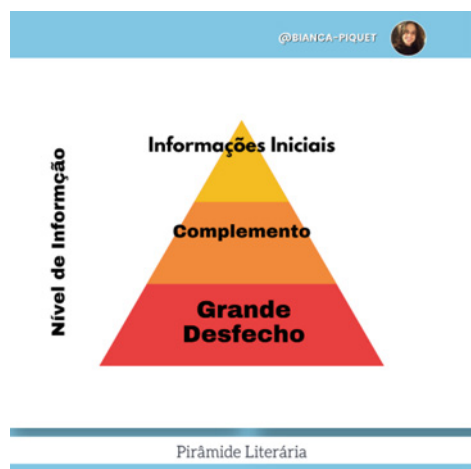 @BIANCA-PIQUET
Informações Iniciais
Nível de Informção
Complemento
Grande
Desfecho
Pirâmide Literária